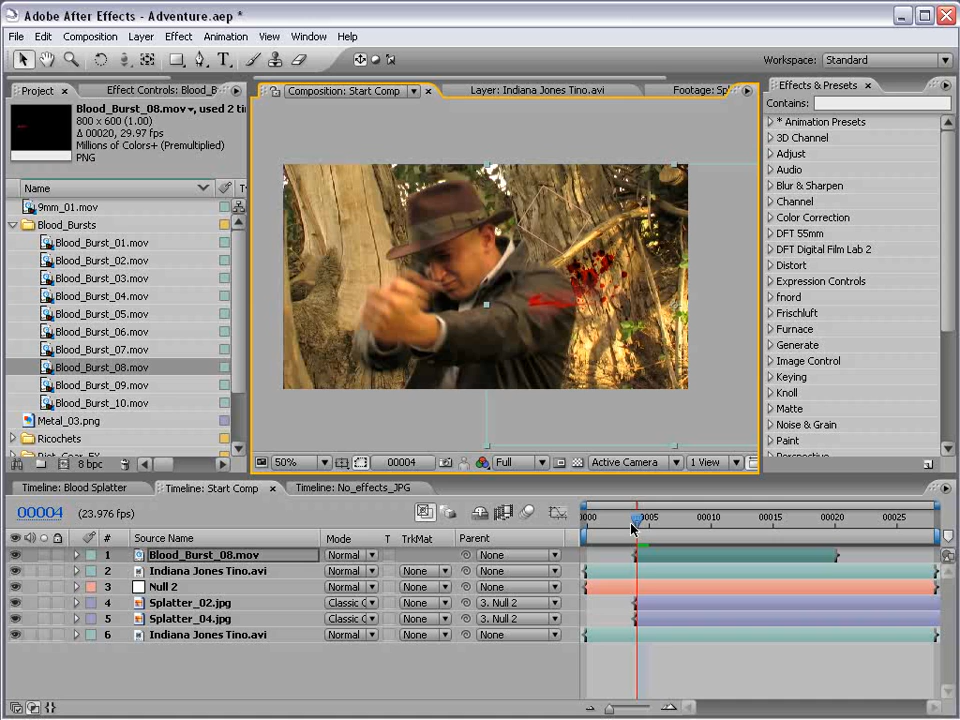 Adobe After Effects - Adventure.aep *
File Edit Composition Layer Effect Animation View Window Help
Workspace: Standard
Project Effect Controls: Blood_B
Composition: Start Comp
Layer: Indiana Jones Tino.avi
Footage: Sp
Effects & Presets
Contains:
Blood_Burst_08.mov, used 2 ti
800 x 600 (1.00)
Δ 00020, 29.97 fps
Millions of Colors+ (Premultiplied)
PNG
Name T
9mm_01.mov
Blood_Bursts
Blood_Burst_01.mov
Blood_Burst_02.mov
Blood_Burst_03.mov
Blood_Burst_04.mov
Blood_Burst_05.mov
Blood_Burst_06.mov
Blood_Burst_07.mov
Blood_Burst_08.mov
Blood_Burst_09.mov
Blood_Burst_10.mov
Metal_03.png
Ricochets
8 bpc
* Animation Presets
3D Channel
Adjust
Audio
Blur & Sharpen
Channel
Color Correction
DFT 55mm
DFT Digital Film Lab 2
Distort
Expression Controls
fnord
Frischluft
Furnace
Generate
Image Control
Keying
Knoll
Matte
Noise & Grain
Paint
50% 00004 Full Active Camera 1 View
Timeline: Blood Splatter Timeline: Start Comp Timeline: No_effects_JPG
00004 (23.976 fps)
0000 0005 00010 00015 00020 00025
# Source Name Mode T TrkMat Parent
1 Blood_Burst_08.mov Normal None
2 Indiana Jones Tino.avi Normal None None
3 Null 2 Normal None None
4 Splatter_02.jpg Classic C None 3. Null 2
5 Splatter_04.jpg Classic C None 3. Null 2
6 Indiana Jones Tino.avi Normal None None